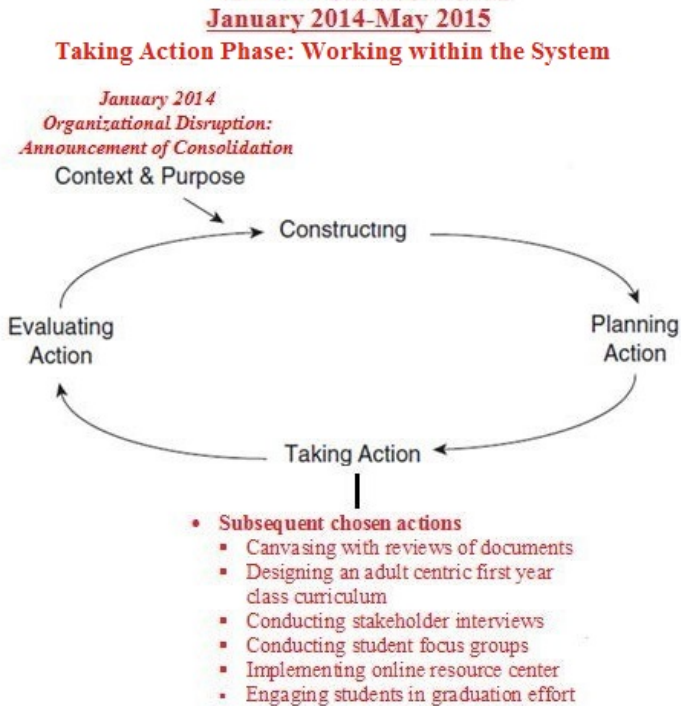 January 2014-May 2015
Taking Action Phase: Working within the System
January 2014
Organizational Disruption:
Announcement of Consolidation
Context & Purpose
Constructing
Evaluating
Action
Planning
Action
Taking Action
• Subsequent chosen actions
▪ Canvasing with reviews of documents
▪ Designing an adult centric first year
class curriculum
▪ Conducting stakeholder interviews
▪ Conducting student focus groups
▪ Implementing online resource center
▪ Engaging students in graduation effort